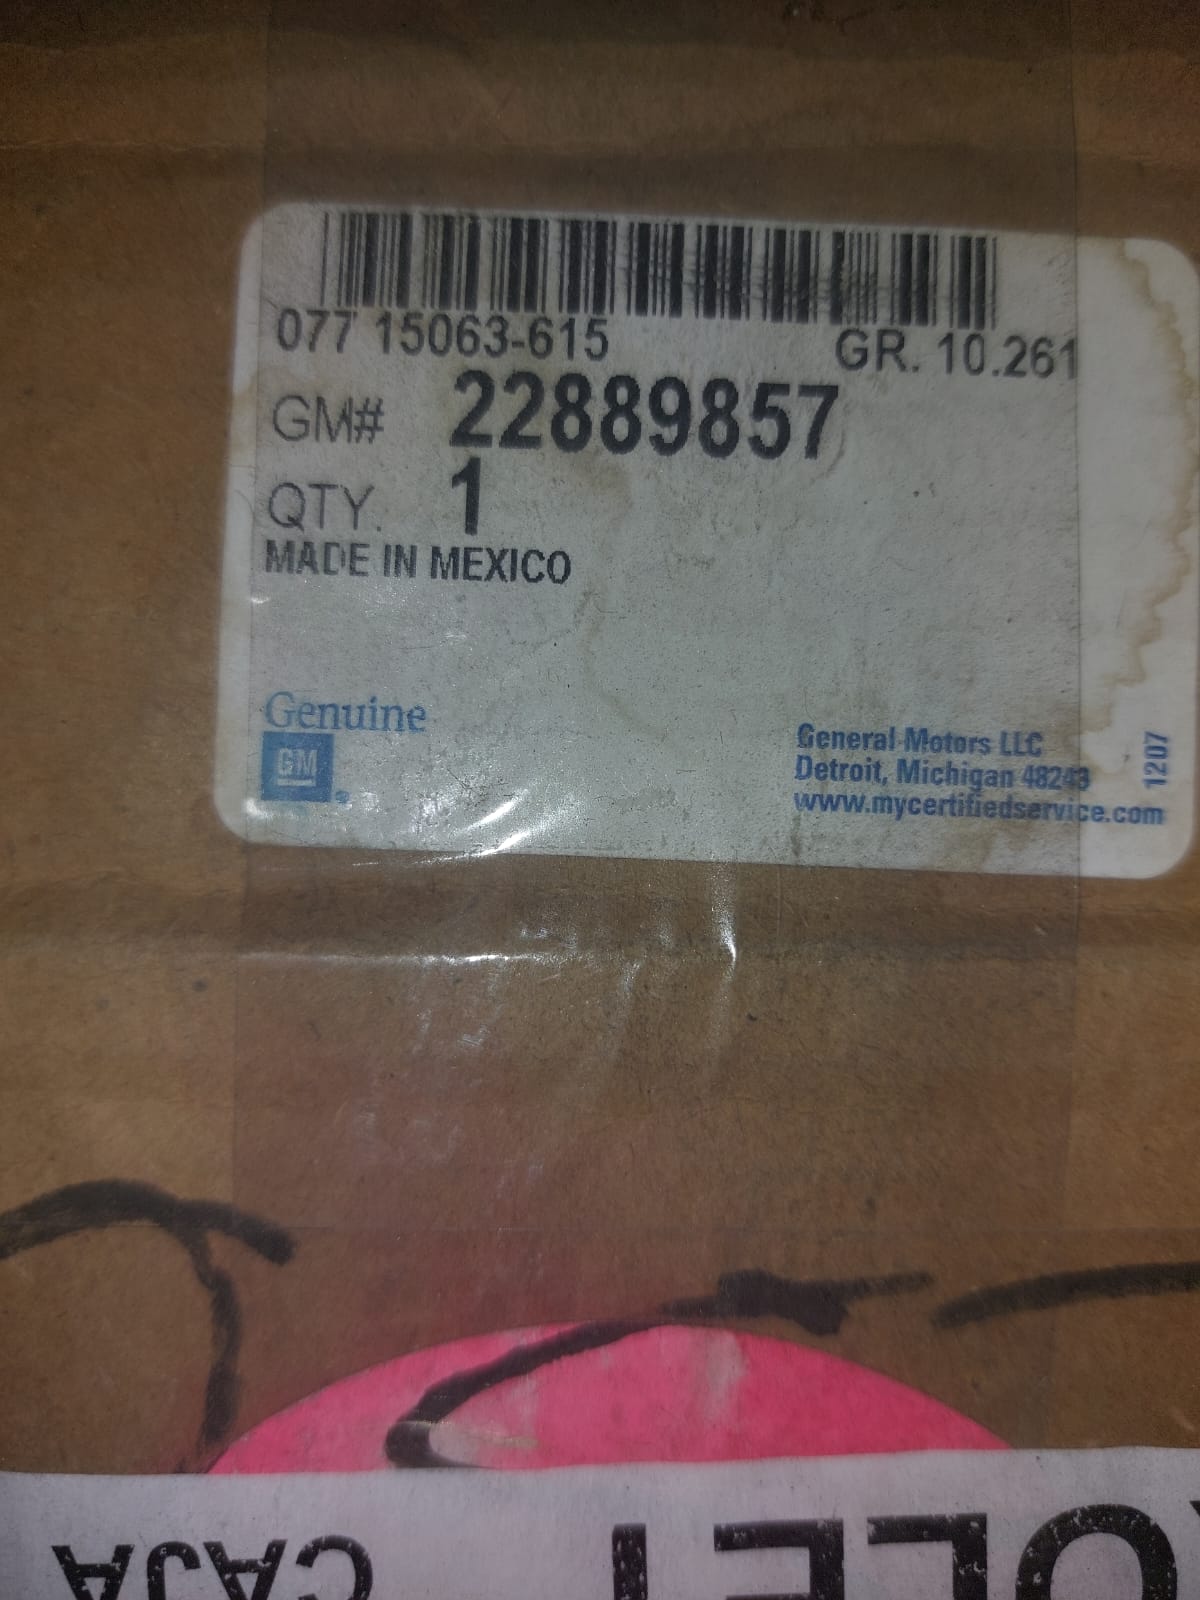 077 15063-615
GR. 10.261
GM# 22889857
QTY. 1
MADE IN MEXICO
Genuine
GM
General Motors LLC
Detroit, Michigan 48243
www.mycertifiedservice.com
1207
CAJA